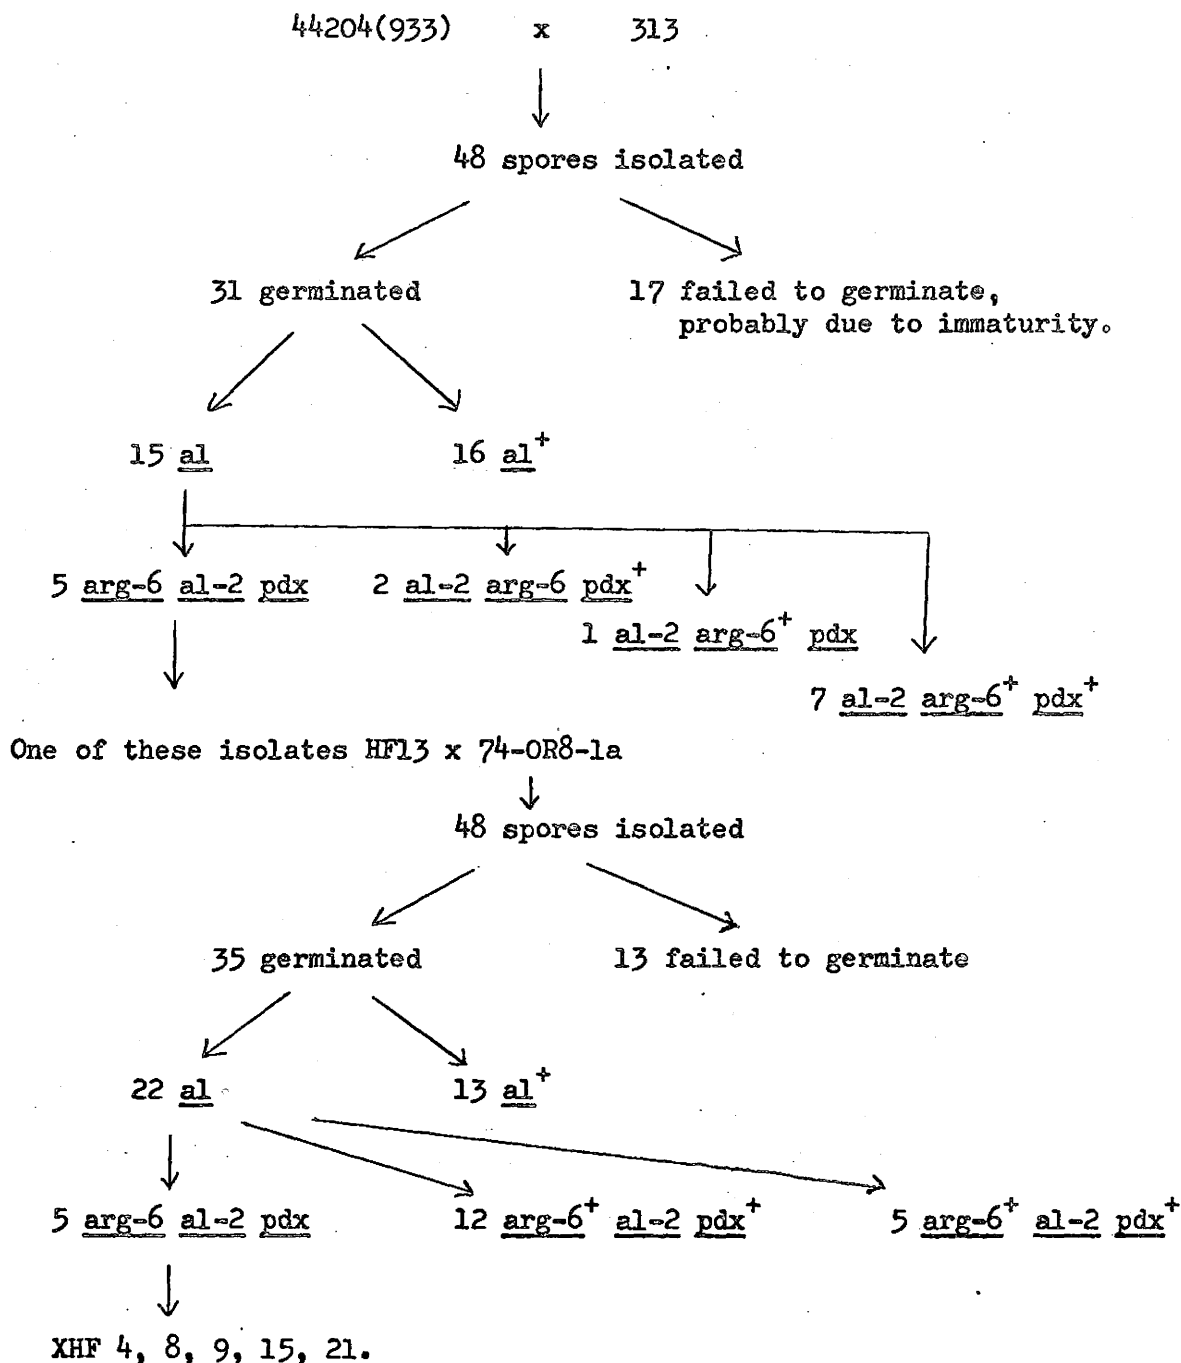 44204(933) x 313
48 spores isolated
31 germinated
17 failed to germinate,
probably due to immaturity.
15 al
16 al+
5 arg-6 al-2 pdx
2 al-2 arg-6 pdx+
1 al-2 arg-6+ pdx
7 al-2 arg-6+ pdx+
One of these isolates HF13 x 74-OR8-1a
48 spores isolated
35 germinated
13 failed to germinate
22 al
13 al+
5 arg-6 al-2 pdx
12 arg-6+ al-2 pdx+
5 arg-6+ al-2 pdx+
XHF 4, 8, 9, 15, 21.